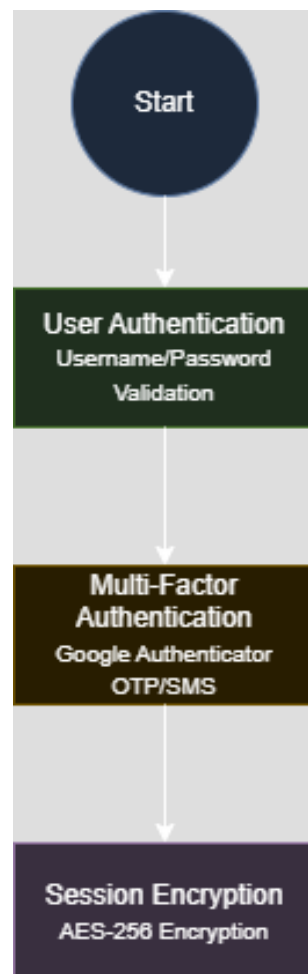 Start
User Authentication
Username/Password
Validation
Multi-Factor
Authentication
Google Authenticator
OTP/SMS
Session Encryption
AES-256 Encryption